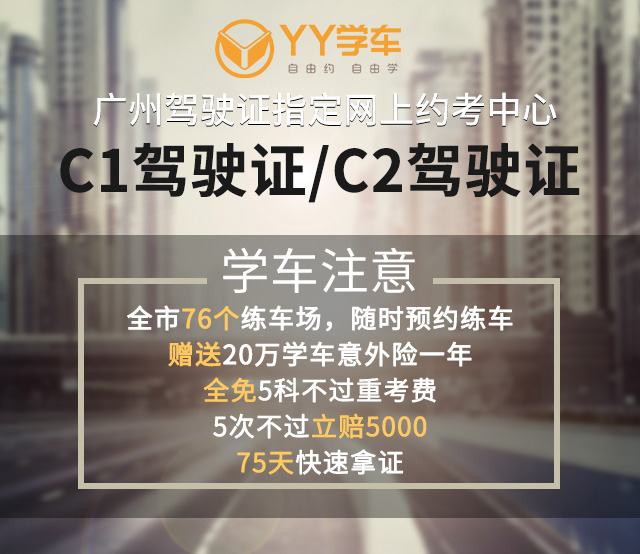 YY学车
自由约 自由学
广州驾驶证指定网上约考中心
C1驾驶证/C2驾驶证
学车注意
全市76个练车场，随时预约练车
赠送20万学车意外险一年
全免5科不过重考费
5次不过立赔5000
75天快速拿证